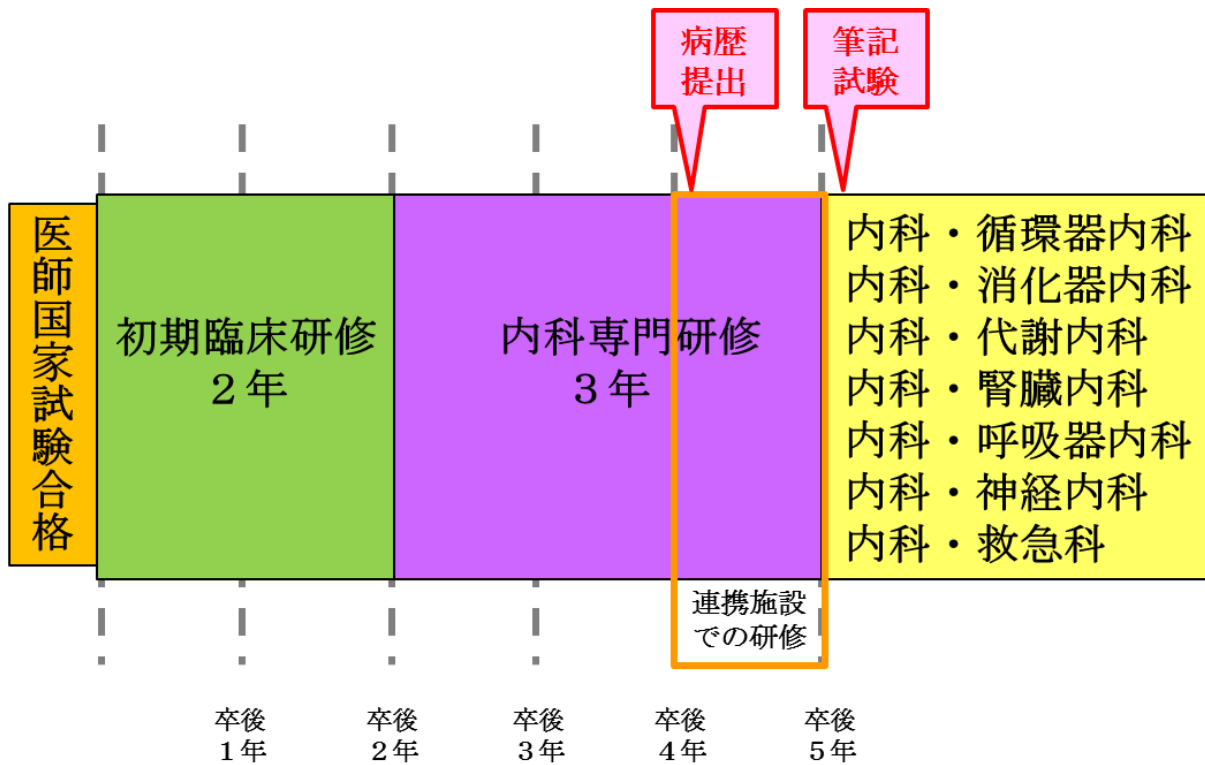 病歴
提出
筆記
試験
医師国家試験合格
初期臨床研修
２年
内科専門研修
３年
内科・循環器内科
内科・消化器内科
内科・代謝内科
内科・腎臓内科
内科・呼吸器内科
内科・神経内科
内科・救急科
連携施設
での研修
卒後
１年
卒後
２年
卒後
３年
卒後
４年
卒後
５年